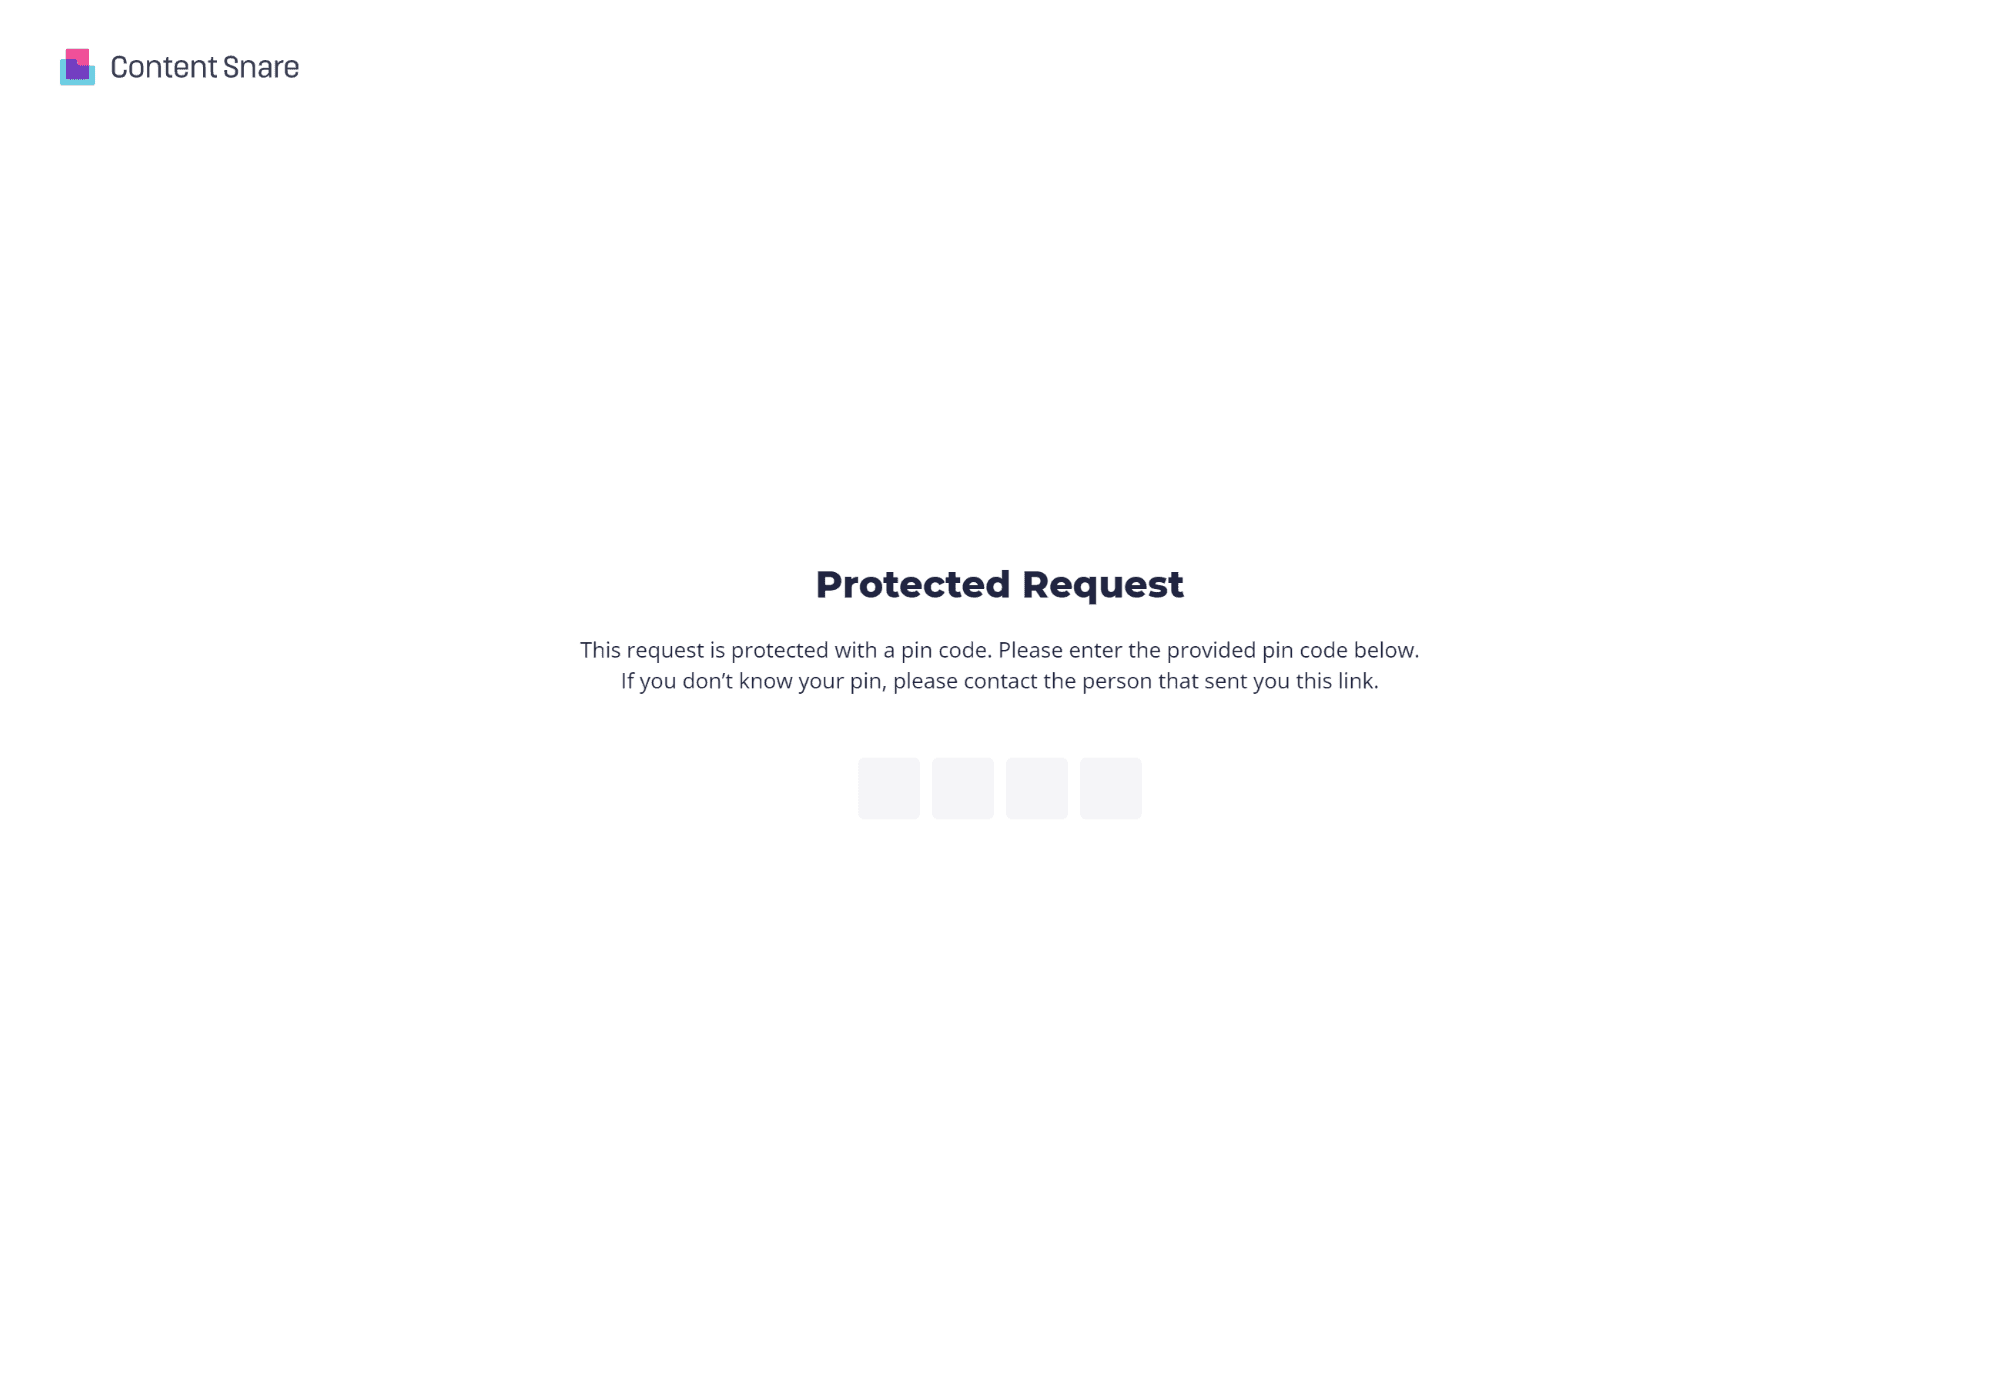 Content Snare
Protected Request
This request is protected with a pin code. Please enter the provided pin code below.
If you don’t know your pin, please contact the person that sent you this link.